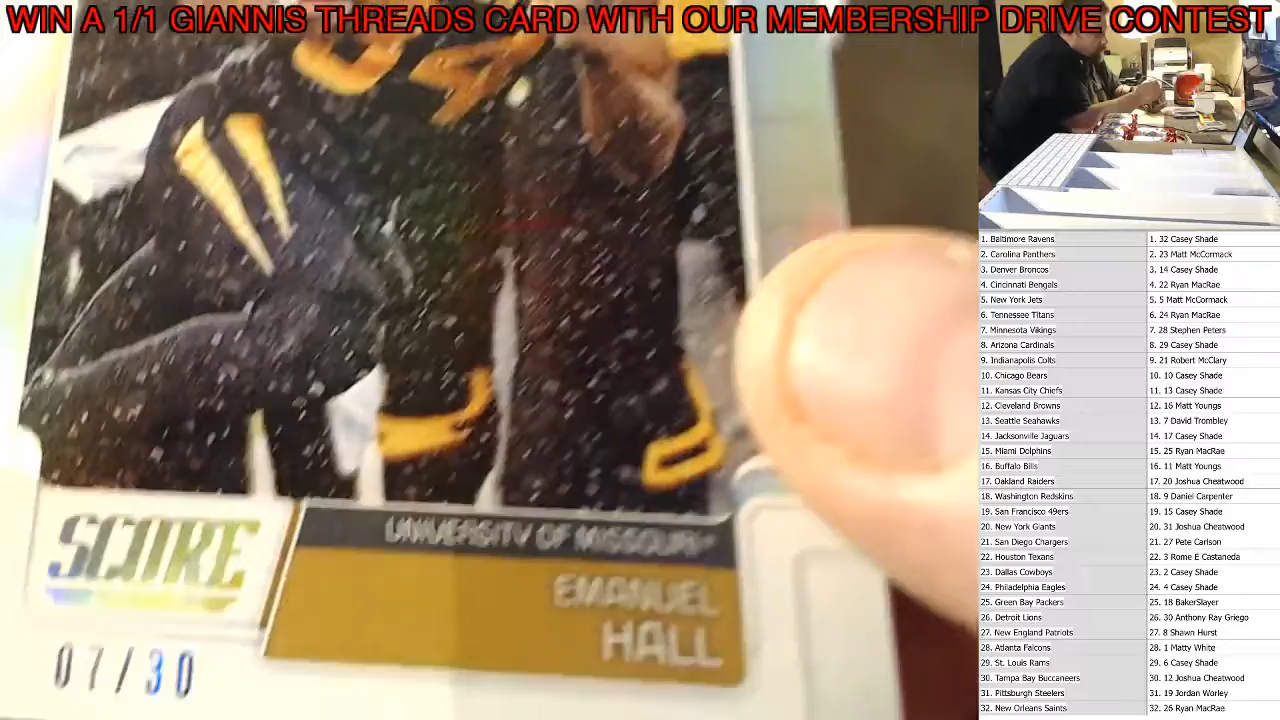 WIN A 1/1 GIANNIS THREADS CARD WITH OUR MEMBERSHIP DRIVE CONTEST
84
UNIVERSITY OF MISSOURI
SCORE
EMANUEL
HALL
07/30
1. Baltimore Ravens 1. 32 Casey Shade
2. Carolina Panthers 2. 23 Matt McCormack
3. Denver Broncos 3. 14 Casey Shade
4. Cincinnati Bengals 4. 22 Ryan MacRae
5. New York Jets 5. 5 Matt McCormack
6. Tennessee Titans 6. 24 Ryan MacRae
7. Minnesota Vikings 7. 28 Stephen Peters
8. Arizona Cardinals 8. 29 Casey Shade
9. Indianapolis Colts 9. 21 Robert McClary
10. Chicago Bears 10. 10 Casey Shade
11. Kansas City Chiefs 11. 13 Casey Shade
12. Cleveland Browns 12. 16 Matt Youngs
13. Seattle Seahawks 13. 7 David Trombley
14. Jacksonville Jaguars 14. 17 Casey Shade
15. Miami Dolphins 15. 25 Ryan MacRae
16. Buffalo Bills 16. 11 Matt Youngs
17. Oakland Raiders 17. 20 Joshua Cheatwood
18. Washington Redskins 18. 9 Daniel Carpenter
19. San Francisco 49ers 19. 15 Casey Shade
20. New York Giants 20. 31 Joshua Cheatwood
21. San Diego Chargers 21. 27 Pete Carlson
22. Houston Texans 22. 3 Rome E Castaneda
23. Dallas Cowboys 23. 2 Casey Shade
24. Philadelphia Eagles 24. 4 Casey Shade
25. Green Bay Packers 25. 18 BakerSlayer
26. Detroit Lions 26. 30 Anthony Ray Griego
27. New England Patriots 27. 8 Shawn Hurst
28. Atlanta Falcons 28. 1 Matty White
29. St. Louis Rams 29. 6 Casey Shade
30. Tampa Bay Buccaneers 30. 12 Joshua Cheatwood
31. Pittsburgh Steelers 31. 19 Jordan Worley
32. New Orleans Saints 32. 26 Ryan MacRae